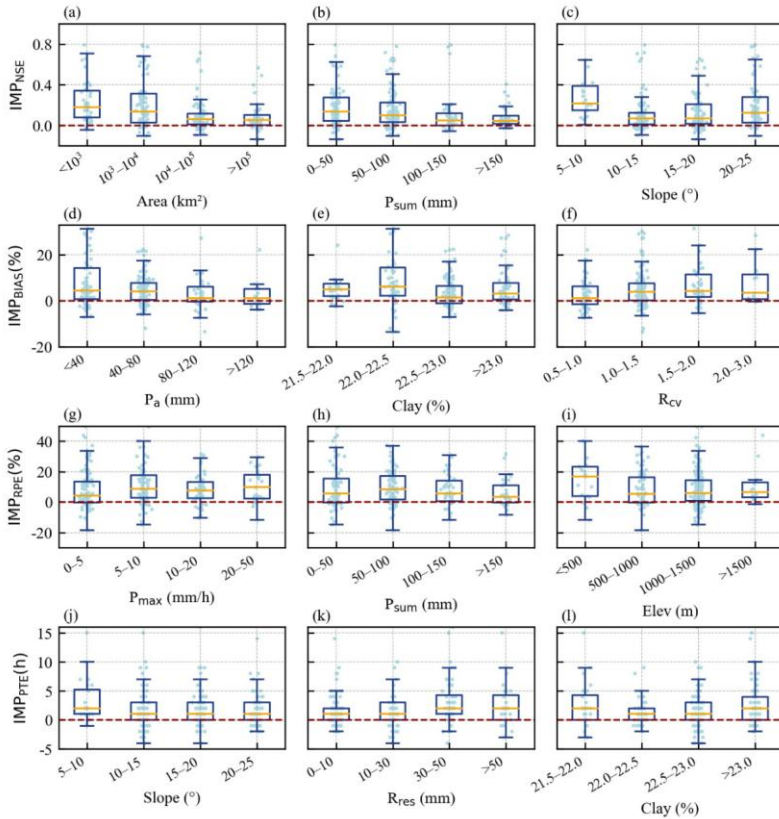 (a) (b) (c)
IMP_NSE
0.8
0.4
0.0
<10³ 10³–10⁴ 10⁴–10⁵ >10⁵
0–50 50–100 100–150 >150
5–10 10–15 15–20 20–25
Area (km²) P_sum (mm) Slope (°)
(d) (e) (f)
IMP_BIAS(%)
20
0
-20
<40 40–80 80–120 >120
21.5–22.0 22.0–22.5 22.5–23.0 >23.0
0.5–1.0 1.0–1.5 1.5–2.0 2.0–3.0
P_a (mm) Clay (%) R_cv
(g) (h) (i)
IMP_RPE(%)
40
20
0
-20
0–5 5–10 10–20 20–50
0–50 50–100 100–150 >150
<500 500–1000 1000–1500 >1500
P_max (mm/h) P_sum (mm) Elev (m)
(j) (k) (l)
IMP_PTE(h)
15
10
5
0
-5
5–10 10–15 15–20 20–25
0–10 10–30 30–50 >50
21.5–22.0 22.0–22.5 22.5–23.0 >23.0
Slope (°) R_res (mm) Clay (%)